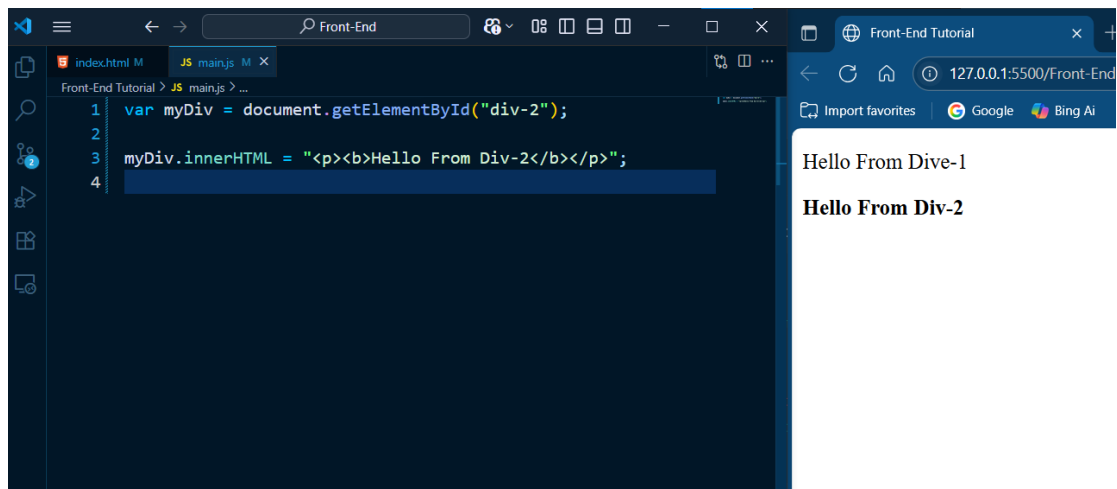 Front-End
index.html M
JS main.js M
Front-End Tutorial > JS main.js > ...
1 var myDiv = document.getElementById("div-2");
2
3 myDiv.innerHTML = "<p><b>Hello From Div-2</b></p>";
4
2
Front-End Tutorial
127.0.0.1:5500/Front-End
Import favorites
Google
Bing Ai
Hello From Dive-1
Hello From Div-2